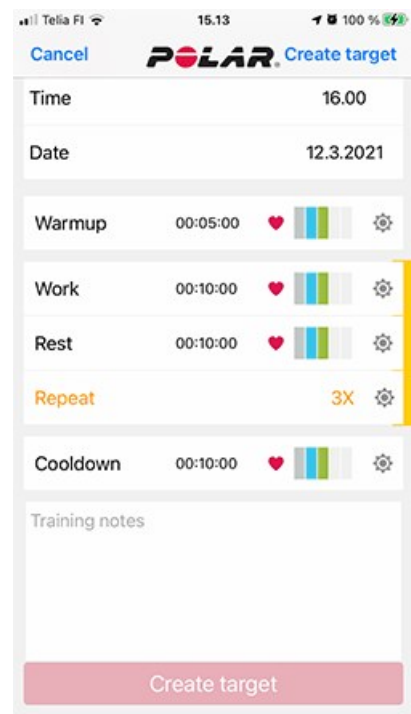 Telia FI 15.13 100 %
Cancel POLAR. Create target
Time 16.00
Date 12.3.2021
Warmup 00:05:00
Work 00:10:00
Rest 00:10:00
Repeat 3X
Cooldown 00:10:00
Training notes
Create target